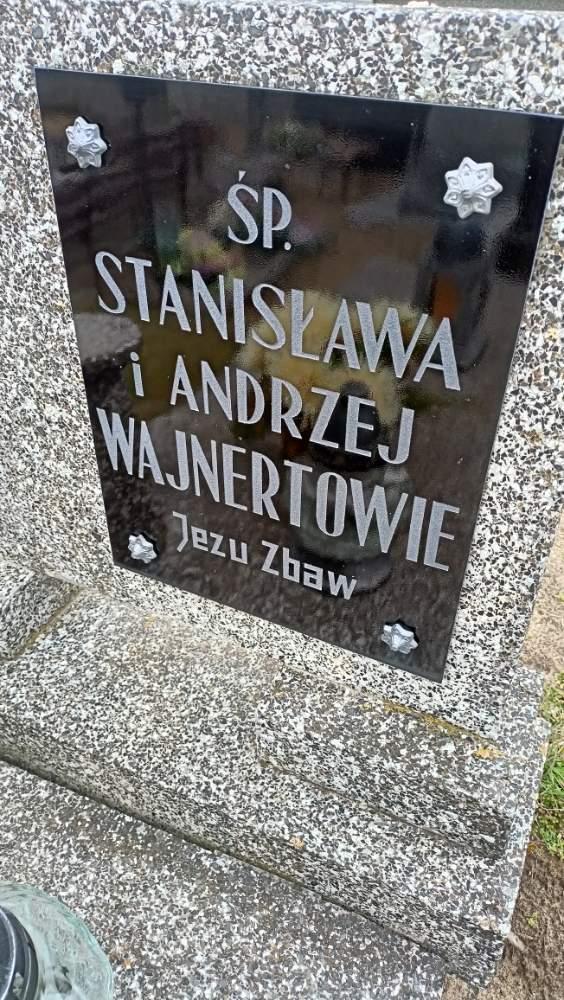 ŚP.
STANISŁAWA
i ANDRZEJ
WAJNERTOWIE
Jezu Zbaw